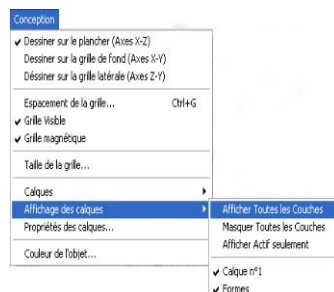 Conception
Dessiner sur le plancher (Axes X-Z)
Dessiner sur la grille de fond (Axes X-Y)
Déssiner sur la grille latérale (Axes Z-Y)
Espacement de la grille... Ctrl+G
Grille Visible
Grille magnétique
Taille de la grille...
Calques
Affichage des calques
Propriétés des calques...
Couleur de l'objet...
Afficher Toutes les Couches
Masquer Toutes les Couches
Afficher Actif seulement
Calque n°1
Formes